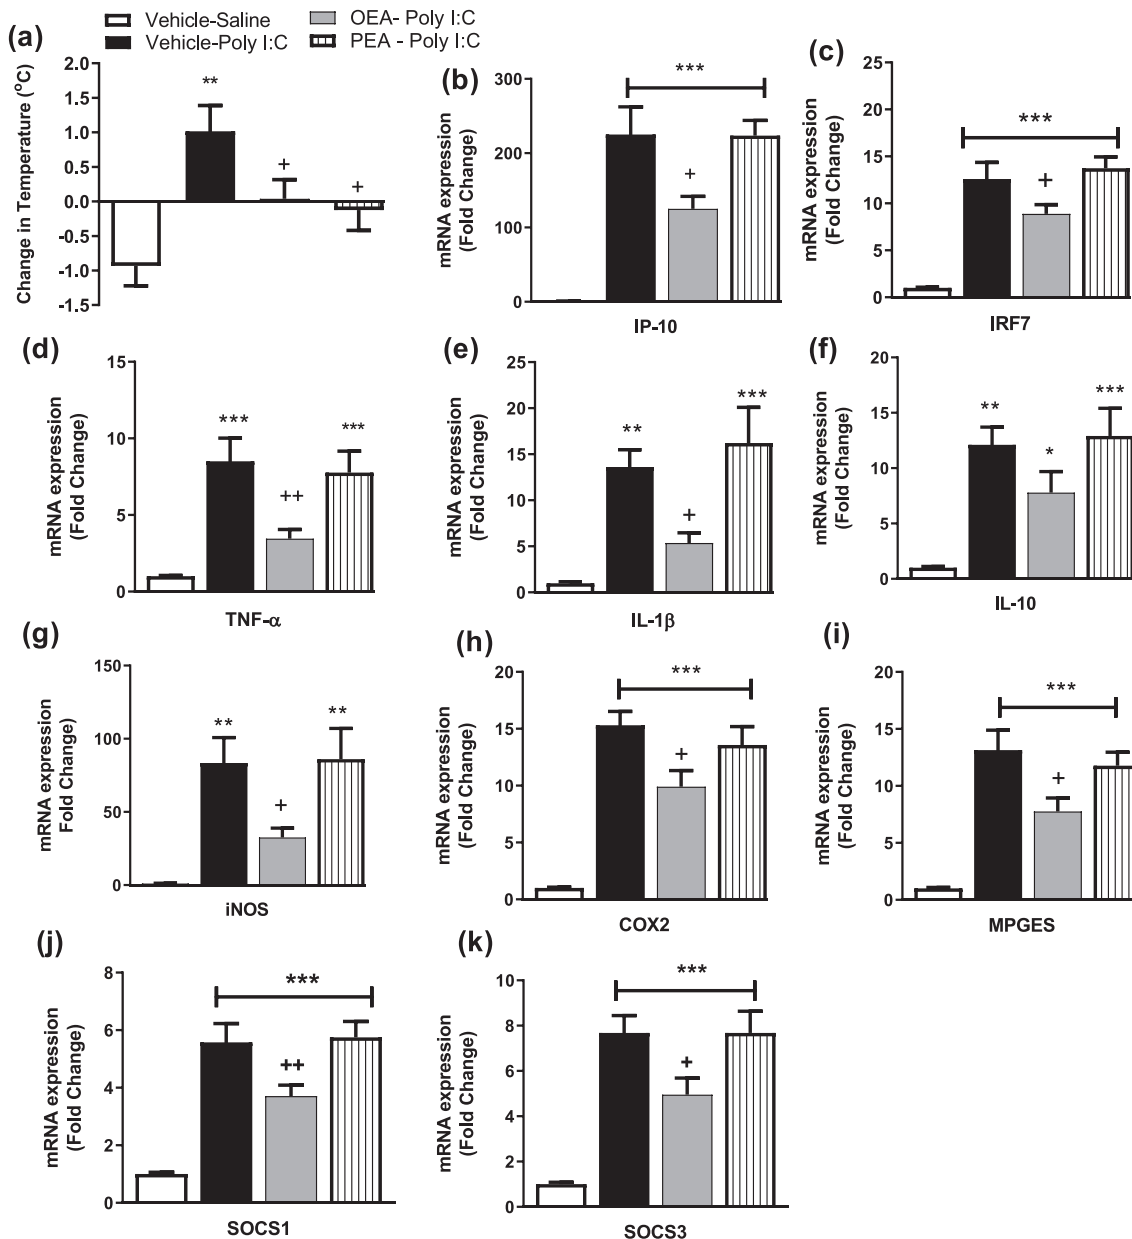 (a)
Vehicle-Saline
Vehicle-Poly I:C
OEA- Poly I:C
PEA - Poly I:C
Change in Temperature (°C)
2.0
1.5
1.0
0.5
0.0
-0.5
-1.0
-1.5
**
+
+
(b)
mRNA expression
(Fold Change)
300
200
100
0
***
+
IP-10
(c)
mRNA expression
(Fold Change)
25
20
15
10
5
0
***
+
IRF7
(d)
mRNA expression
(Fold Change)
15
10
5
0
***
++
***
TNF-α
(e)
mRNA expression
(Fold Change)
25
20
15
10
5
0
**
+
***
IL-1β
(f)
mRNA expression
(Fold Change)
20
15
10
5
0
**
*
***
IL-10
(g)
mRNA expression
Fold Change)
150
100
50
0
**
+
**
iNOS
(h)
mRNA expression
(Fold Change)
20
15
10
5
0
***
+
COX2
(i)
mRNA expression
(Fold Change)
20
15
10
5
0
***
+
MPGES
(j)
mRNA expression
(Fold Change)
8
6
4
2
0
***
++
SOCS1
(k)
mRNA expression
(Fold Change)
10
8
6
4
2
0
***
+
SOCS3